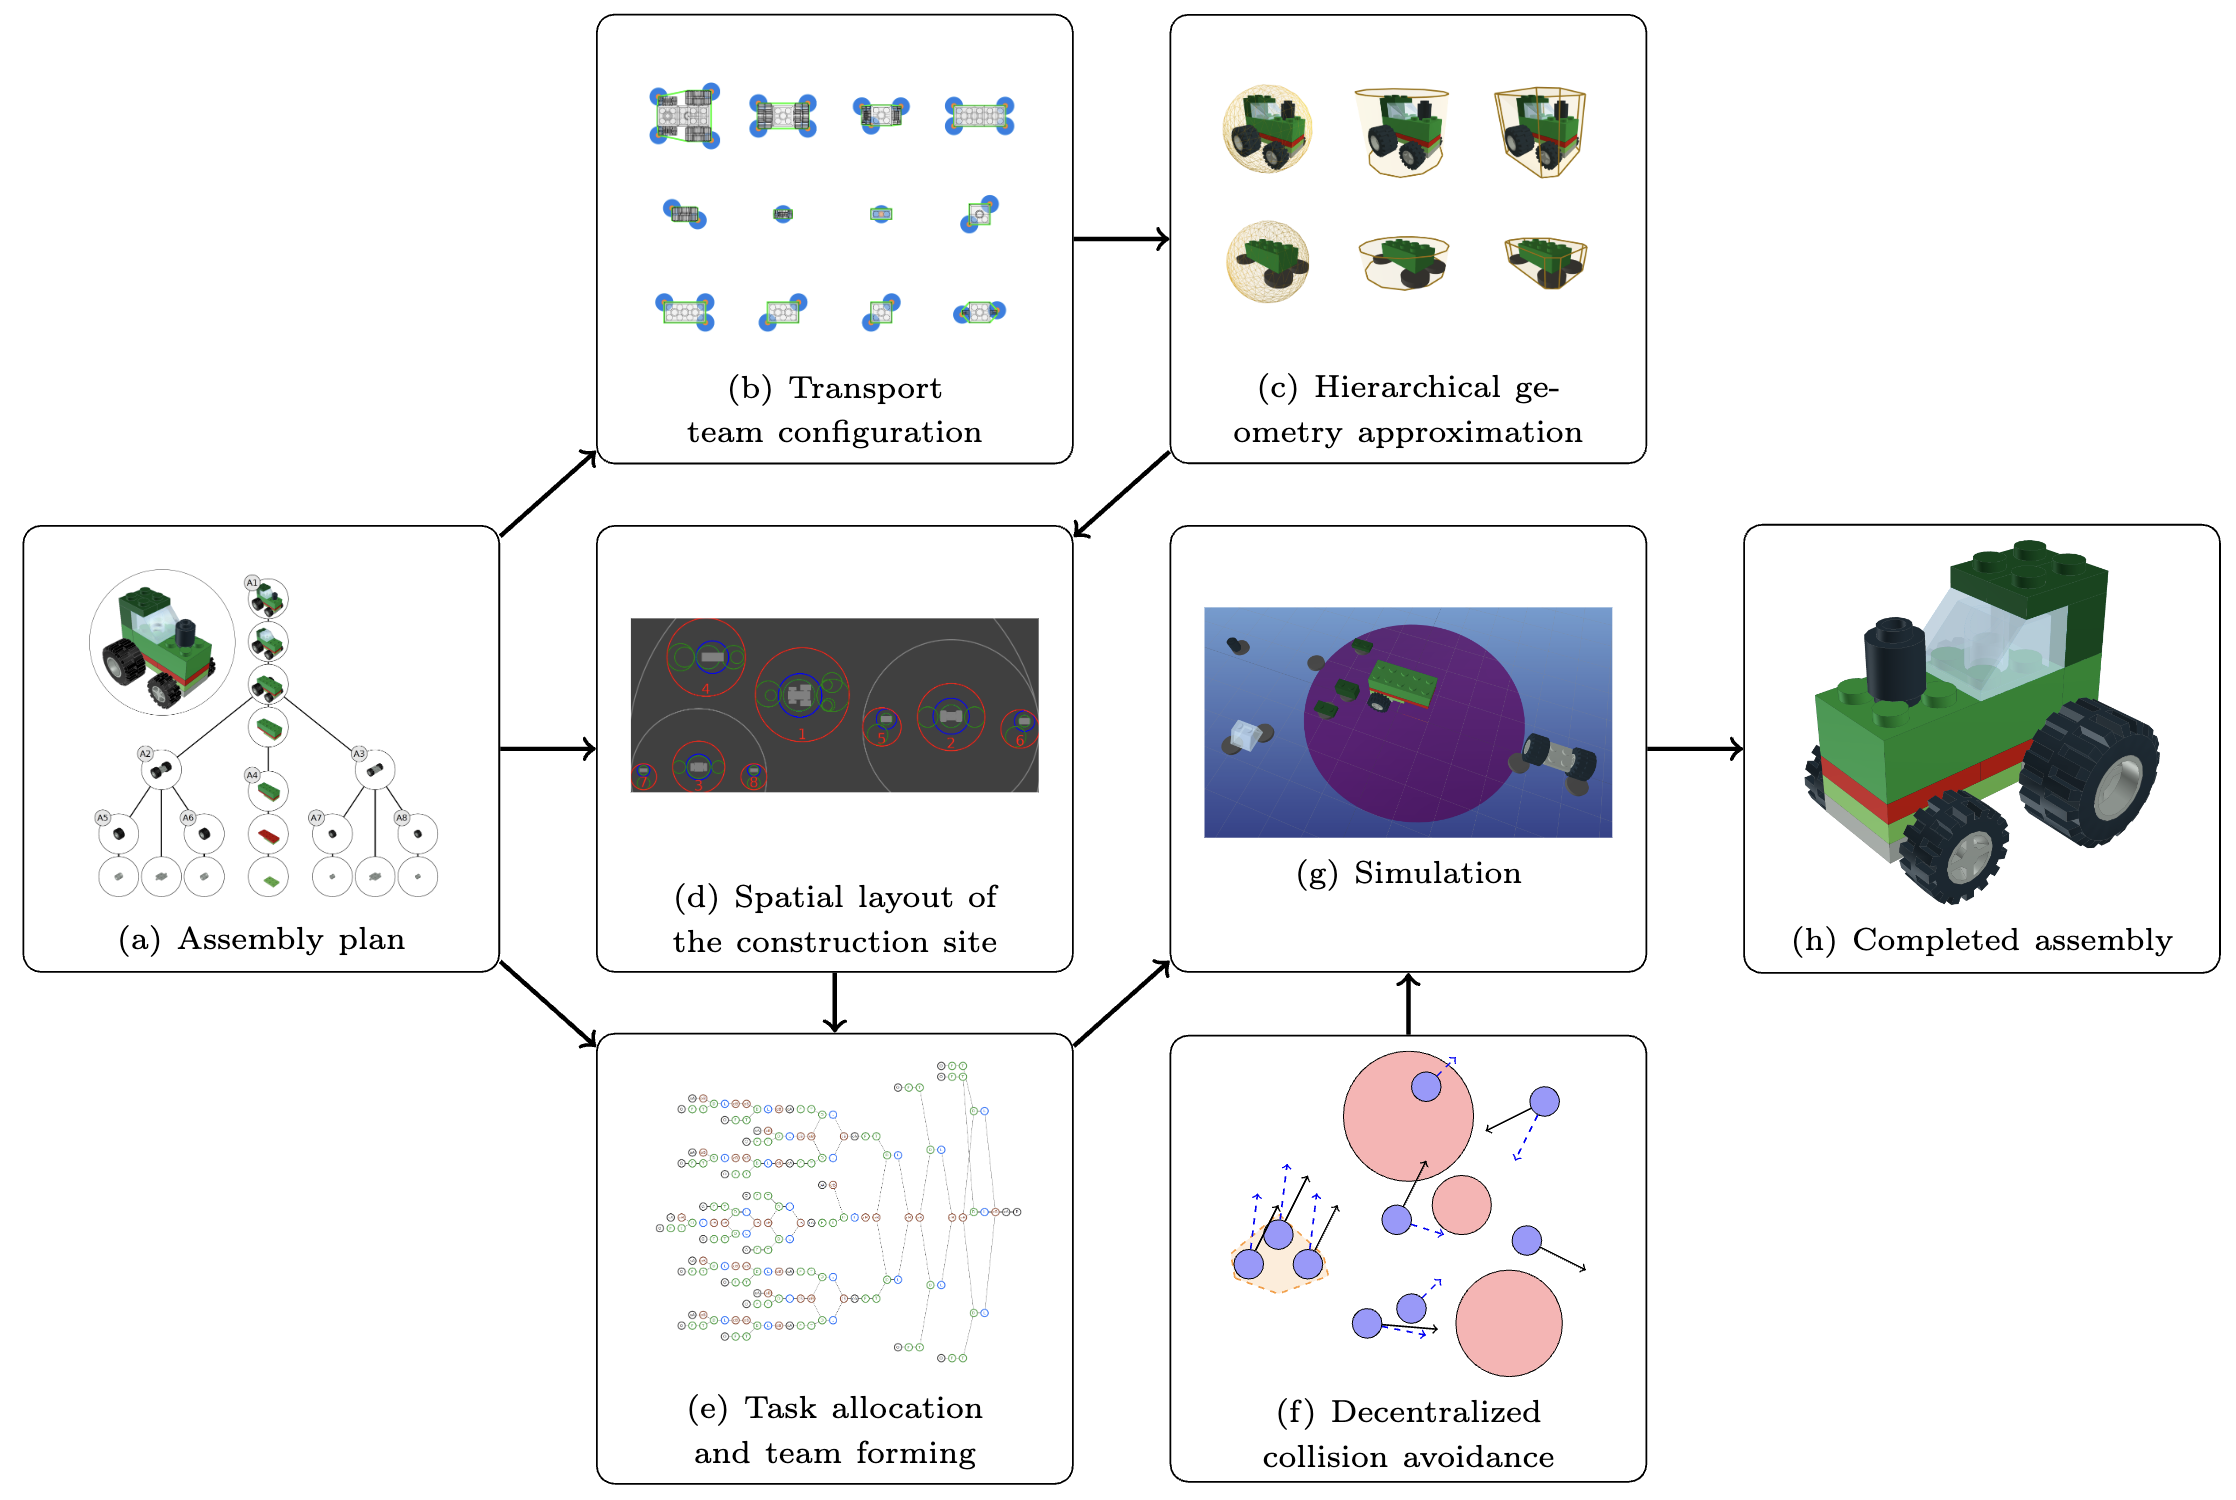 (b) Transport
team configuration
(c) Hierarchical ge-
ometry approximation
A1
A2
A3
A4
A5
A6
A7
A8
(a) Assembly plan
4
1
5
2
6
7
3
8
(d) Spatial layout of
the construction site
(g) Simulation
(h) Completed assembly
(e) Task allocation
and team forming
(f) Decentralized
collision avoidance